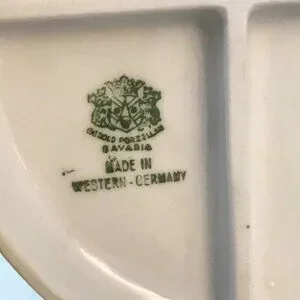 GEROLD PORZELLAN
BAVARIA
MADE IN
WESTERN-GERMANY